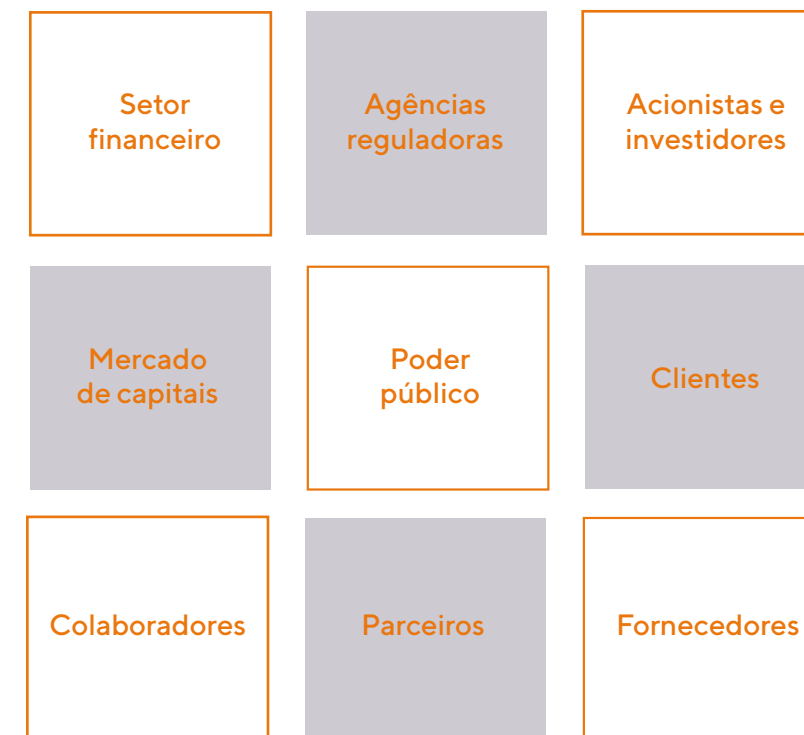 Setor
financeiro
Agências
reguladoras
Acionistas e
investidores
Mercado
de capitais
Poder
público
Clientes
Colaboradores
Parceiros
Fornecedores